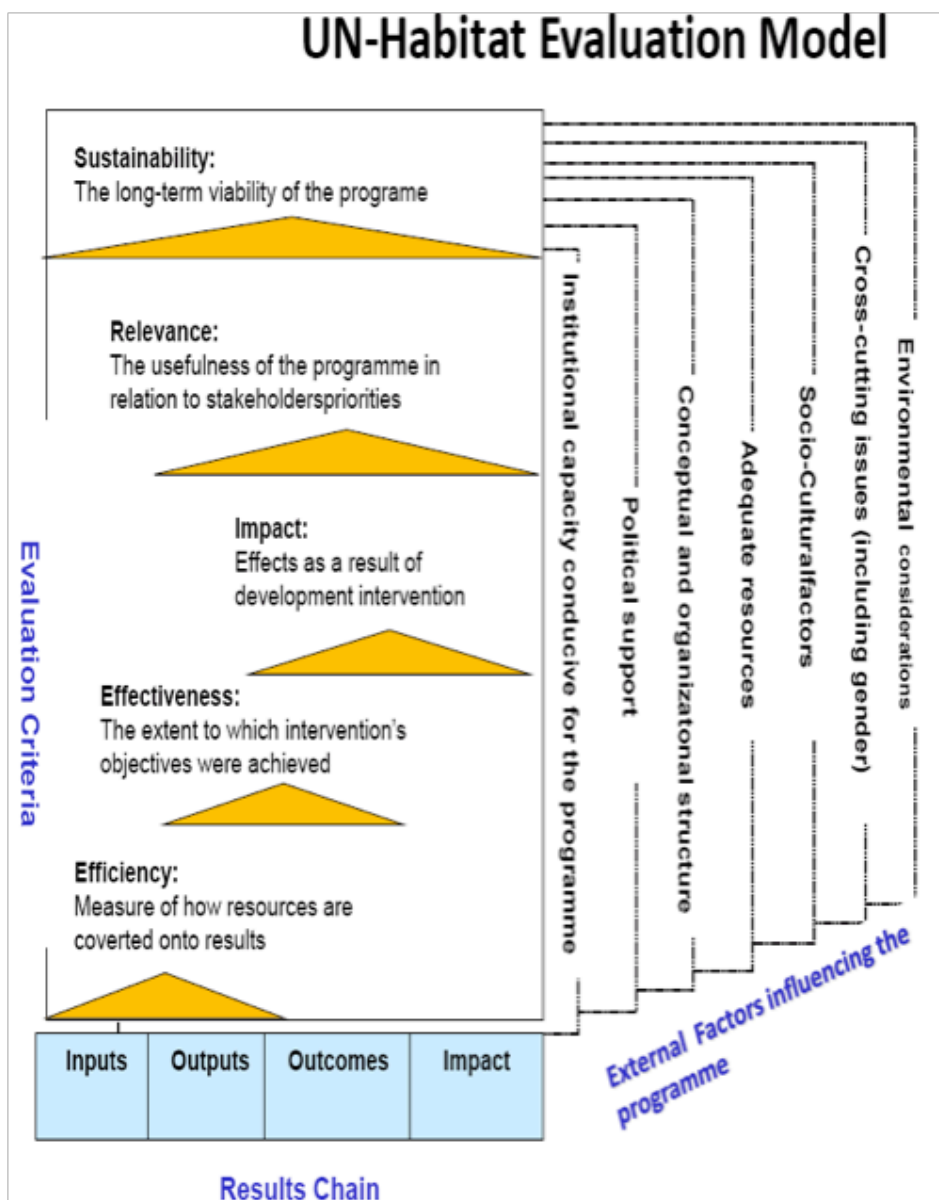 UN-Habitat Evaluation Model
Sustainability:
The long-term viability of the programe
Relevance:
The usefulness of the programme in
relation to stakeholderspriorities
Impact:
Effects as a result of
development intervention
Effectiveness:
The extent to which intervention's
objectives were achieved
Efficiency:
Measure of how resources are
coverted onto results
Evaluation Criteria
Institutional capacity conducive for the programme
Political support
Conceptual and organizatonal structure
Adequate resources
Socio-Culturalfactors
Cross-cutting issues (including gender)
Environmental considerations
External Factors influencing the
programme
Inputs
Outputs
Outcomes
Impact
Results Chain